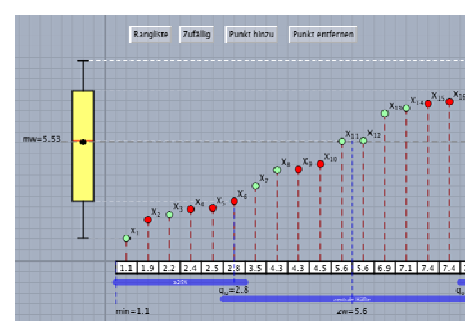 Rangliste Zufällig Punkt hinzu Punkt entfernen
X₁ X₂ X₃ X₄ X₅ X₆ X₇ X₈ X₉ X₁₀ X₁₁ X₁₂ X₁₃ X₁₄ X₁₅ X₁₆
mw=5.53
1.1 1.9 2.2 2.4 2.5 2.8 3.5 4.3 4.3 4.5 5.6 5.6 6.9 7.1 7.4 7.4
=2.8
min=1.1 zw=5.6